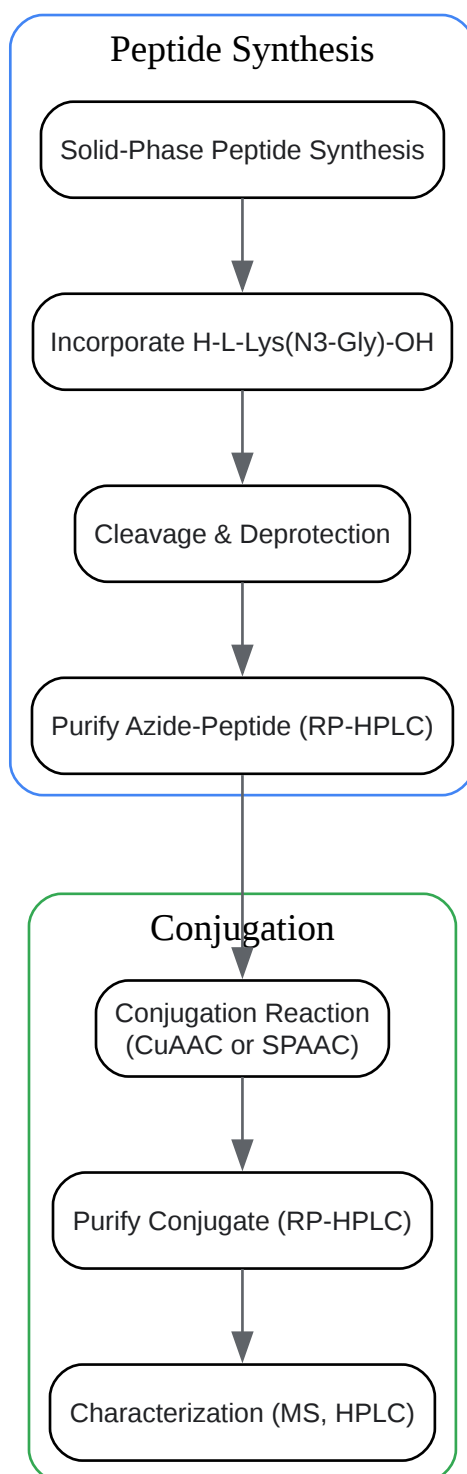 Peptide Synthesis
Solid-Phase Peptide Synthesis
Incorporate H-L-Lys(N3-Gly)-OH
Cleavage & Deprotection
Purify Azide-Peptide (RP-HPLC)
Conjugation
Conjugation Reaction
(CuAAC or SPAAC)
Purify Conjugate (RP-HPLC)
Characterization (MS, HPLC)